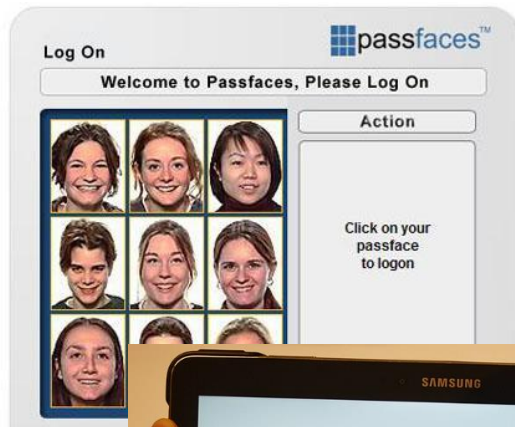 passfaces™
Log On
Welcome to Passfaces, Please Log On
Action
Click on your
passface
to logon
SAMSUNG